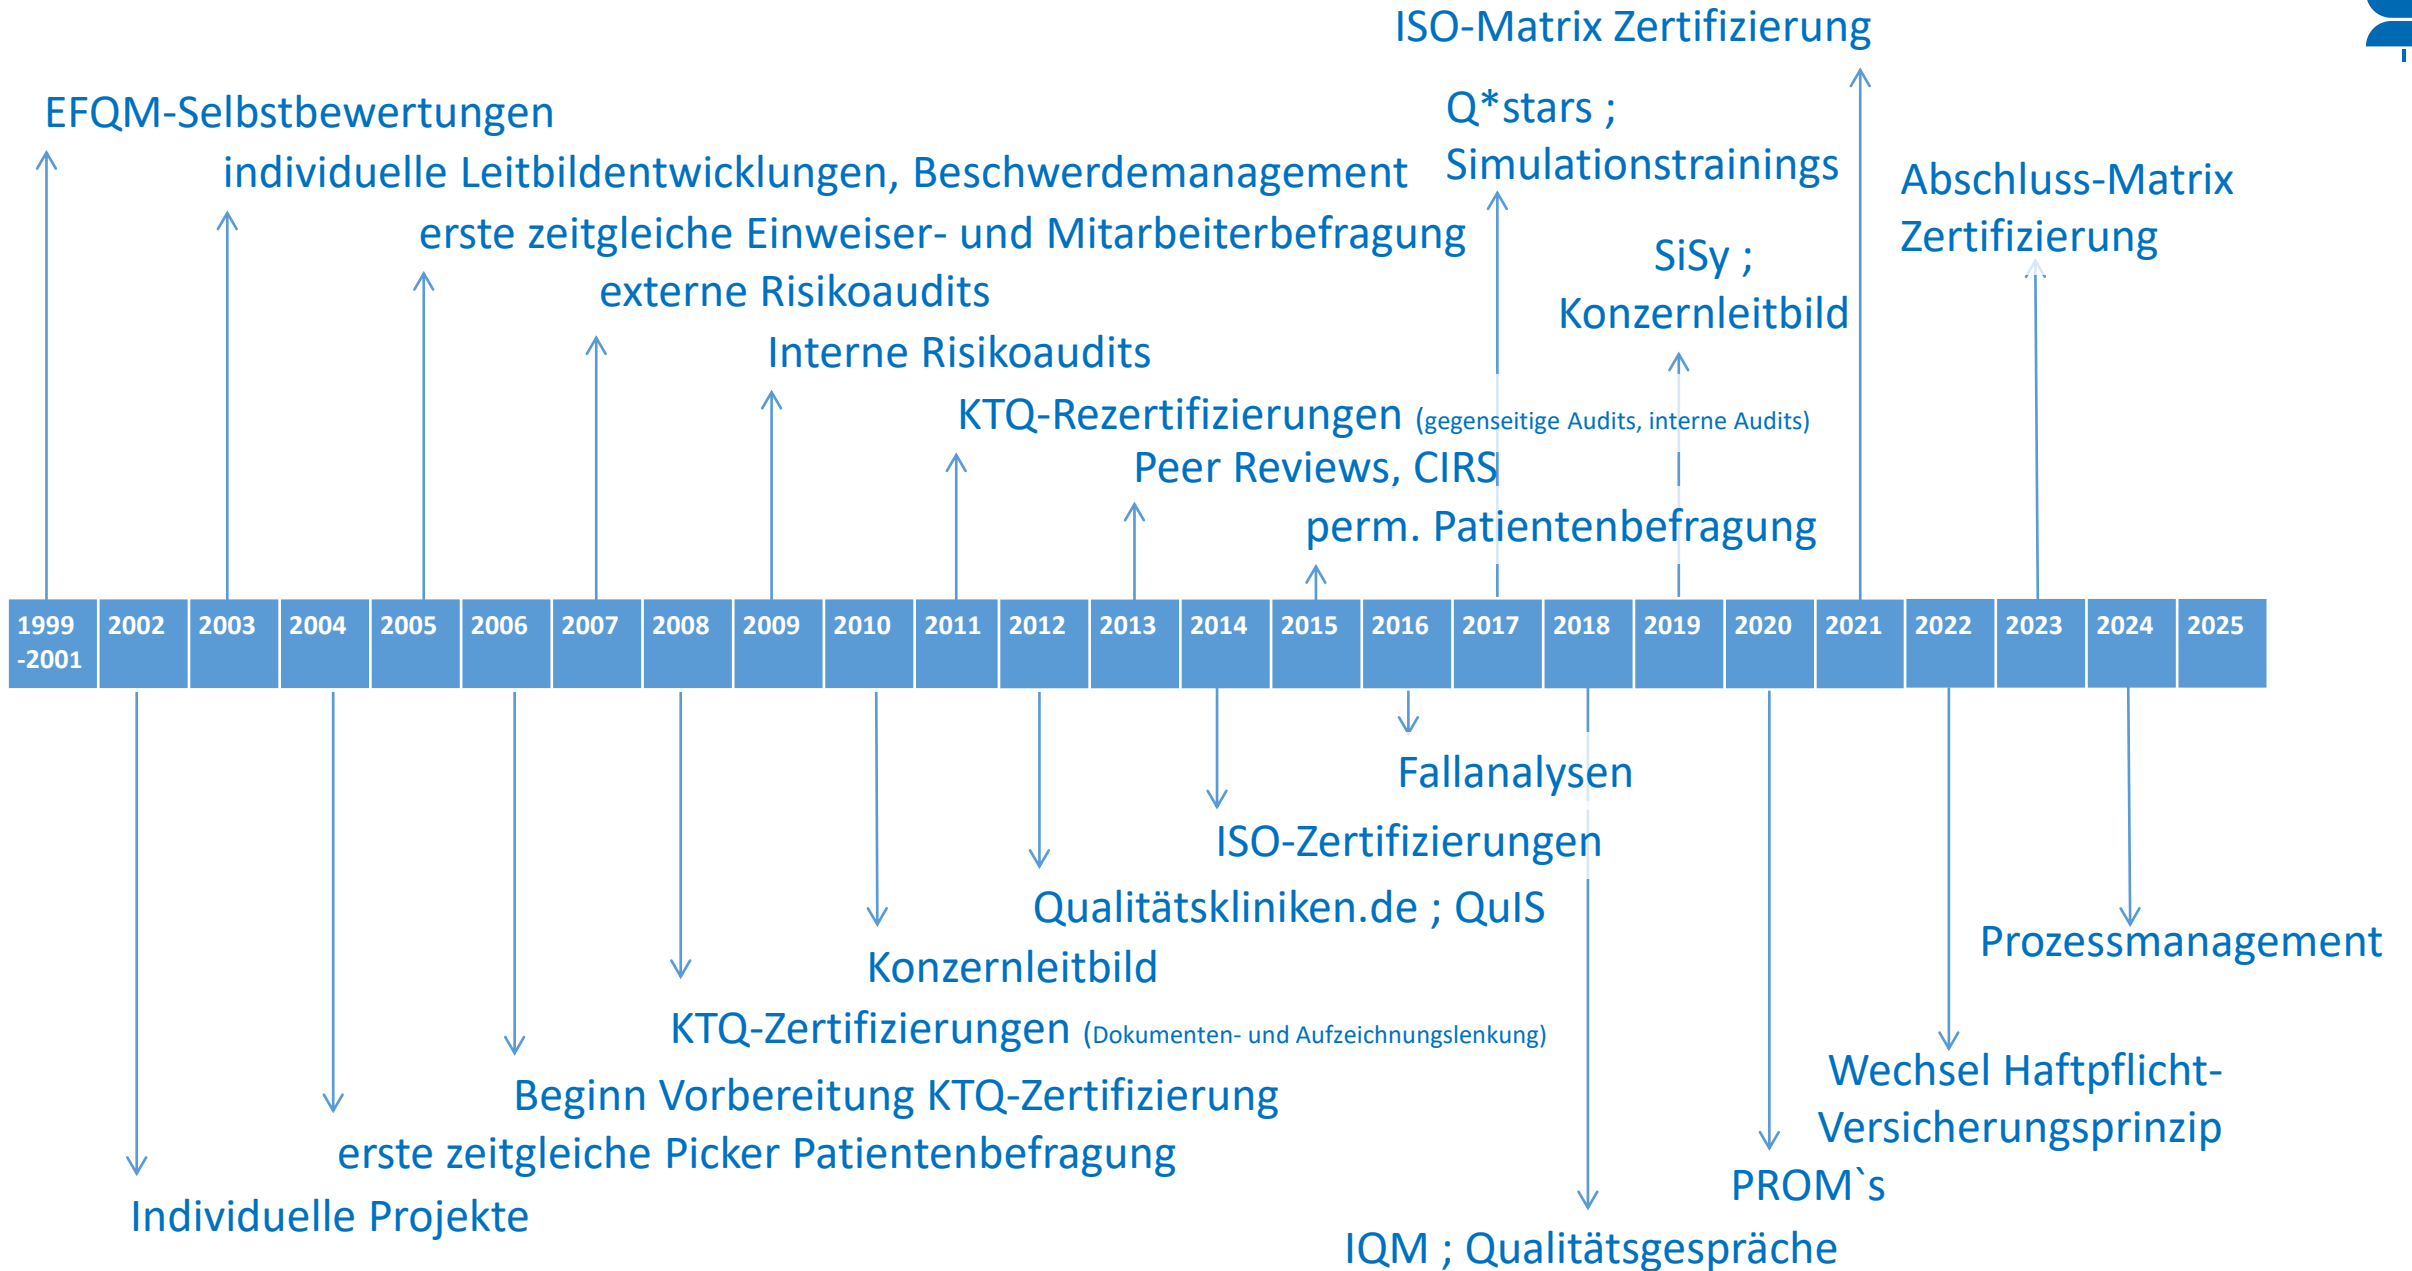 ISO-Matrix Zertifizierung
EFQM-Selbstbewertungen
Q*stars ;
Simulationstrainings
individuelle Leitbildentwicklungen, Beschwerdemanagement
Abschluss-Matrix
Zertifizierung
erste zeitgleiche Einweiser- und Mitarbeiterbefragung
SiSy ;
Konzernleitbild
externe Risikoaudits
Interne Risikoaudits
KTQ-Rezertifizierungen (gegenseitige Audits, interne Audits)
Peer Reviews, CIRS
perm. Patientenbefragung
1999
-2001
2002
2003
2004
2005
2006
2007
2008
2009
2010
2011
2012
2013
2014
2015
2016
2017
2018
2019
2020
2021
2022
2023
2024
2025
Fallanalysen
ISO-Zertifizierungen
Qualitätskliniken.de ; QuIS
Prozessmanagement
Konzernleitbild
KTQ-Zertifizierungen (Dokumenten- und Aufzeichnungslenkung)
Wechsel Haftpflicht-
Versicherungsprinzip
Beginn Vorbereitung KTQ-Zertifizierung
erste zeitgleiche Picker Patientenbefragung
PROM`s
Individuelle Projekte
IQM ; Qualitätsgespräche